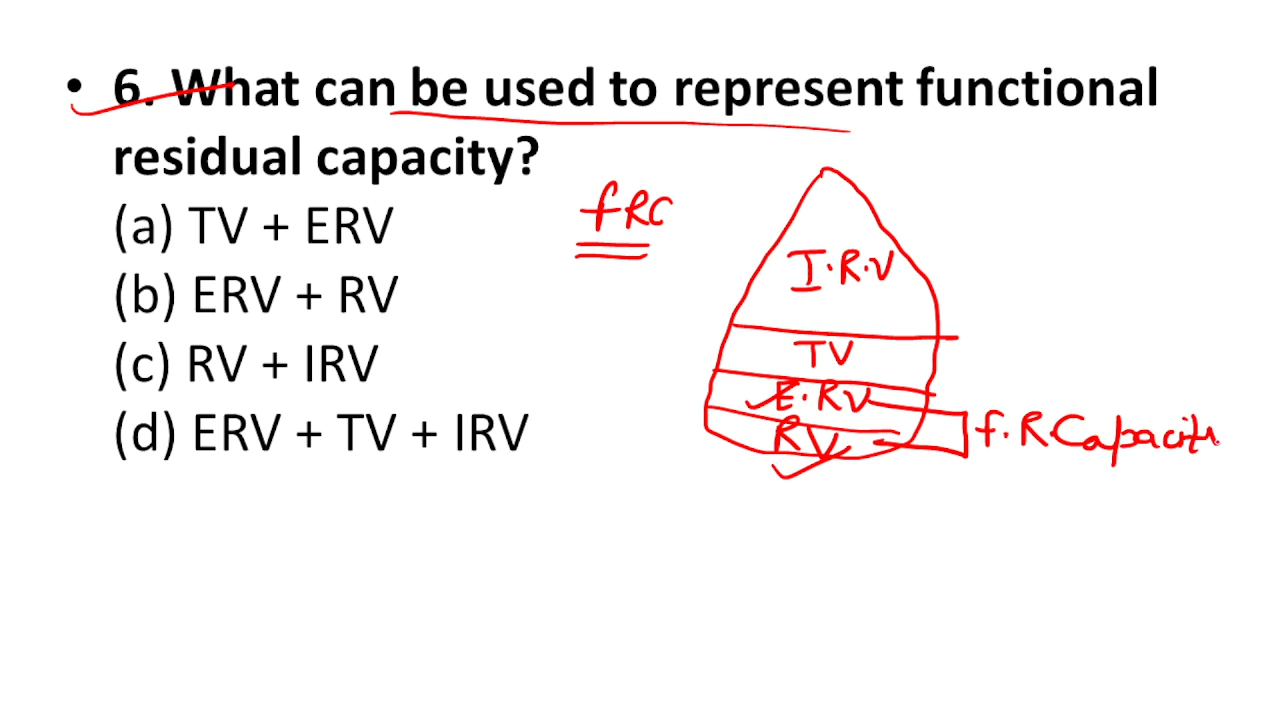 • 6. What can be used to represent functional
residual capacity?
(a) TV + ERV
(b) ERV + RV
(c) RV + IRV
(d) ERV + TV + IRV
fRC
I.R.V
TV
E.RV
RV
f.R.Capacity